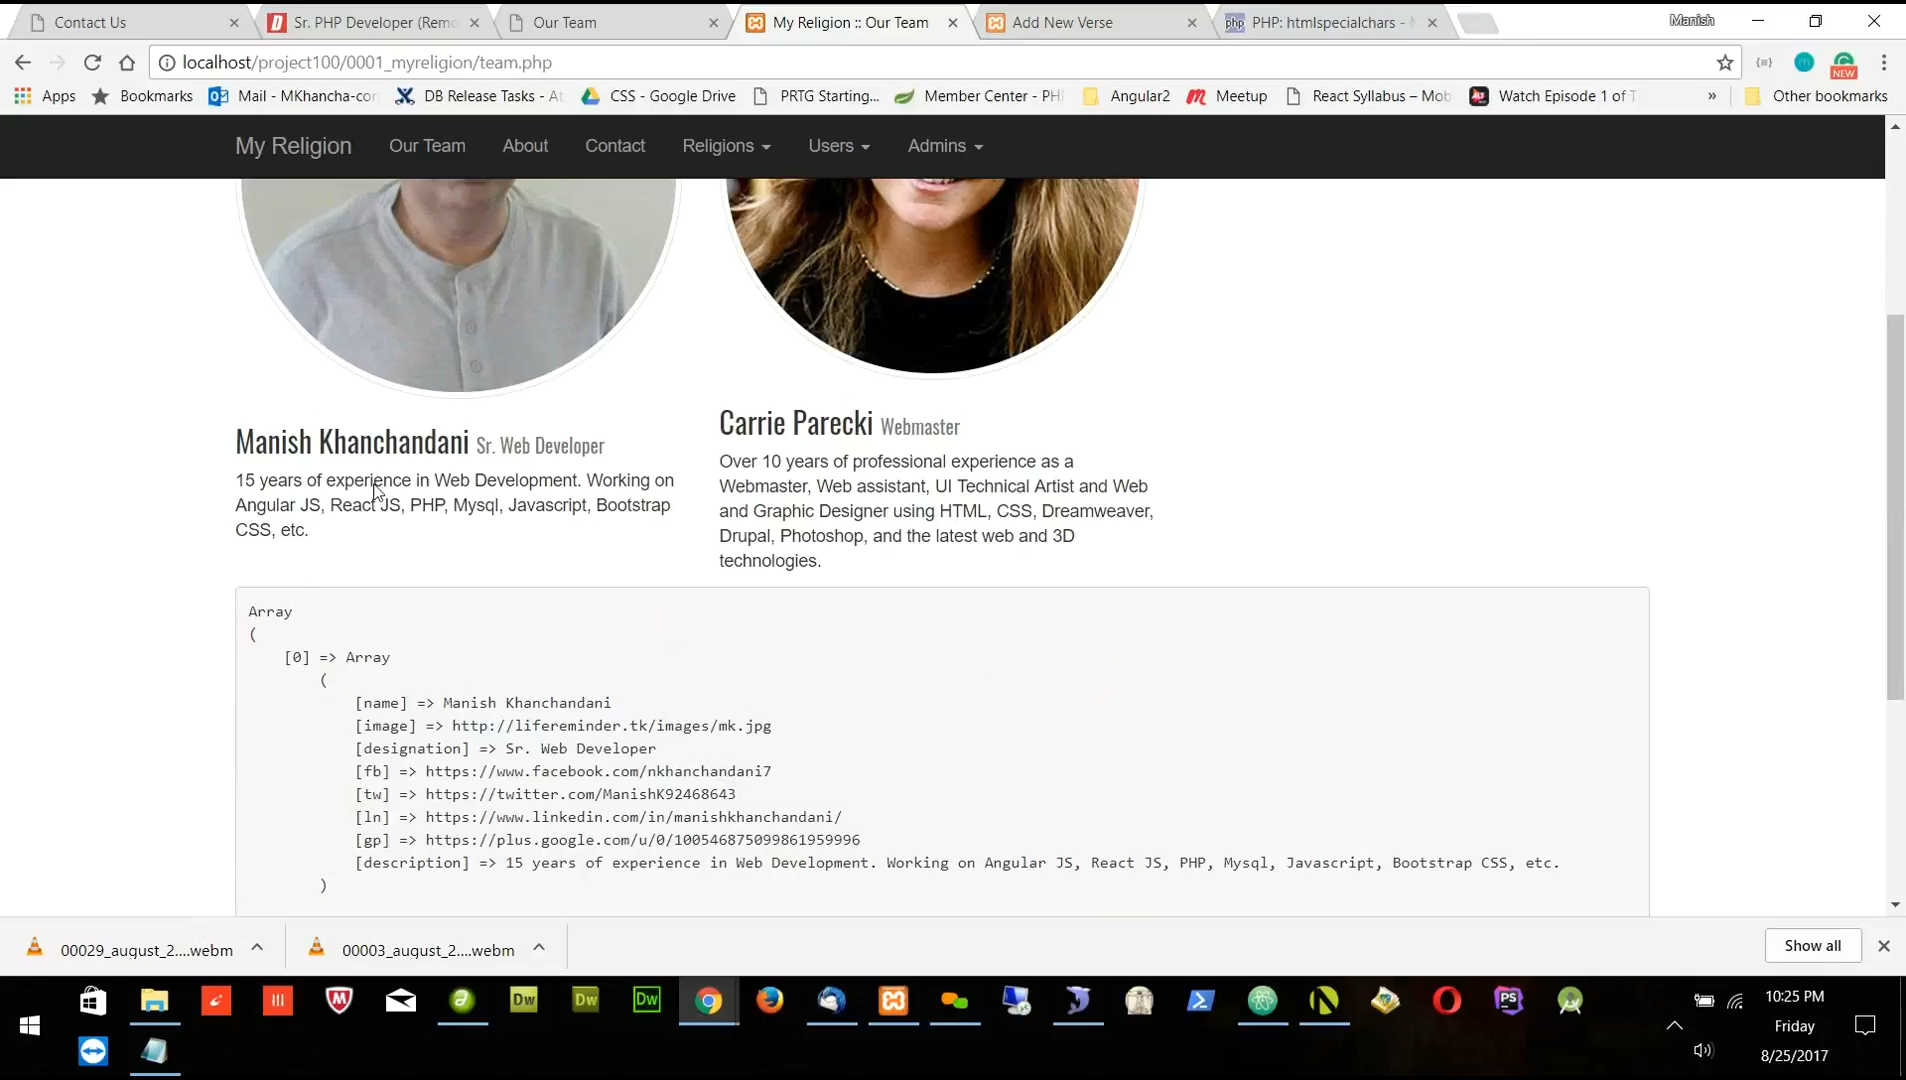 Contact Us
Sr. PHP Developer (Remo
Our Team
My Religion :: Our Team
Add New Verse
PHP: htmlspecialchars - M
Manish
localhost/project100/0001_myreligion/team.php
Apps
Bookmarks
Mail - MKhancha-cor
DB Release Tasks - At
CSS - Google Drive
PRTG Starting...
Member Center - PHI
Angular2
Meetup
React Syllabus – Mob
Watch Episode 1 of T
»
Other bookmarks
NEW
My Religion
Our Team
About
Contact
Religions
Users
Admins
Manish Khanchandani Sr. Web Developer
15 years of experience in Web Development. Working on
Angular JS, React JS, PHP, Mysql, Javascript, Bootstrap
CSS, etc.
Carrie Parecki Webmaster
Over 10 years of professional experience as a
Webmaster, Web assistant, UI Technical Artist and Web
and Graphic Designer using HTML, CSS, Dreamweaver,
Drupal, Photoshop, and the latest web and 3D
technologies.
Array
(
[0] => Array
(
[name] => Manish Khanchandani
[image] => http://lifereminder.tk/images/mk.jpg
[designation] => Sr. Web Developer
[fb] => https://www.facebook.com/nkhanchandani7
[tw] => https://twitter.com/ManishK92468643
[ln] => https://www.linkedin.com/in/manishkhanchandani/
[gp] => https://plus.google.com/u/0/100546875099861959996
[description] => 15 years of experience in Web Development. Working on Angular JS, React JS, PHP, Mysql, Javascript, Bootstrap CSS, etc.
)
00029_august_2....webm
00003_august_2....webm
Show all
Dw
Dw
Dw
PS
10:25 PM
Friday
8/25/2017